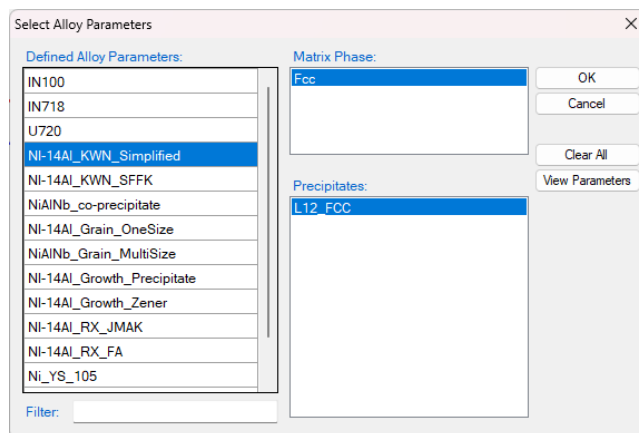 Select Alloy Parameters
Defined Alloy Parameters:
IN100
IN718
U720
NI-14Al_KWN_Simplified
NI-14Al_KWN_SFFK
NiAlNb_co-precipitate
NI-14Al_Grain_OneSize
NiAlNb_Grain_MultiSize
NI-14Al_Growth_Precipitate
NI-14Al_Growth_Zener
NI-14Al_RX_JMAK
NI-14Al_RX_FA
Ni_YS_105
Filter:
Matrix Phase:
Fcc
Precipitates:
L12_FCC
OK
Cancel
Clear All
View Parameters